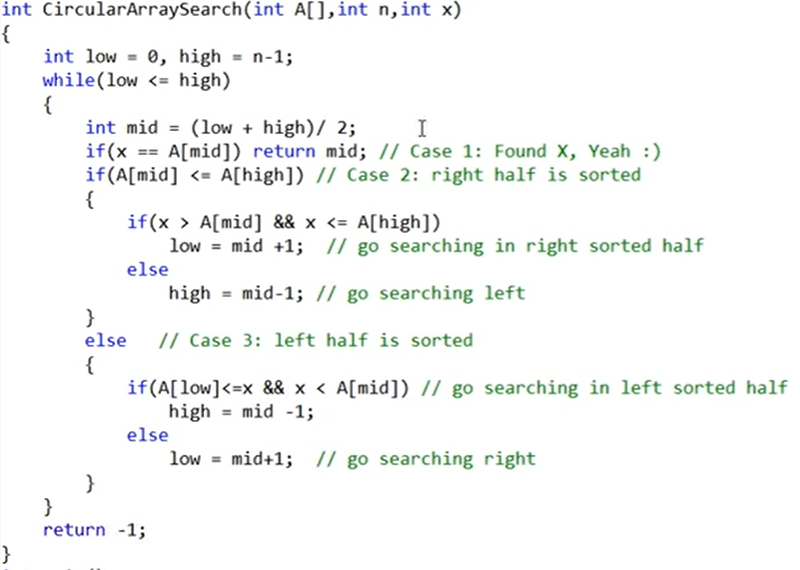 int CircularArraySearch(int A[],int n,int x)
{
    int low = 0, high = n-1;
    while(low <= high)
    {
        int mid = (low + high)/ 2;
        if(x == A[mid]) return mid; // Case 1: Found X, Yeah :)
        if(A[mid] <= A[high]) // Case 2: right half is sorted
        {
            if(x > A[mid] && x <= A[high])
                low = mid +1;  // go searching in right sorted half
            else
                high = mid-1; // go searching left
        }
        else   // Case 3: left half is sorted
        {
            if(A[low]<=x && x < A[mid]) // go searching in left sorted half
                high = mid -1;
            else
                low = mid+1;  // go searching right
        }
    }
    return -1;
}